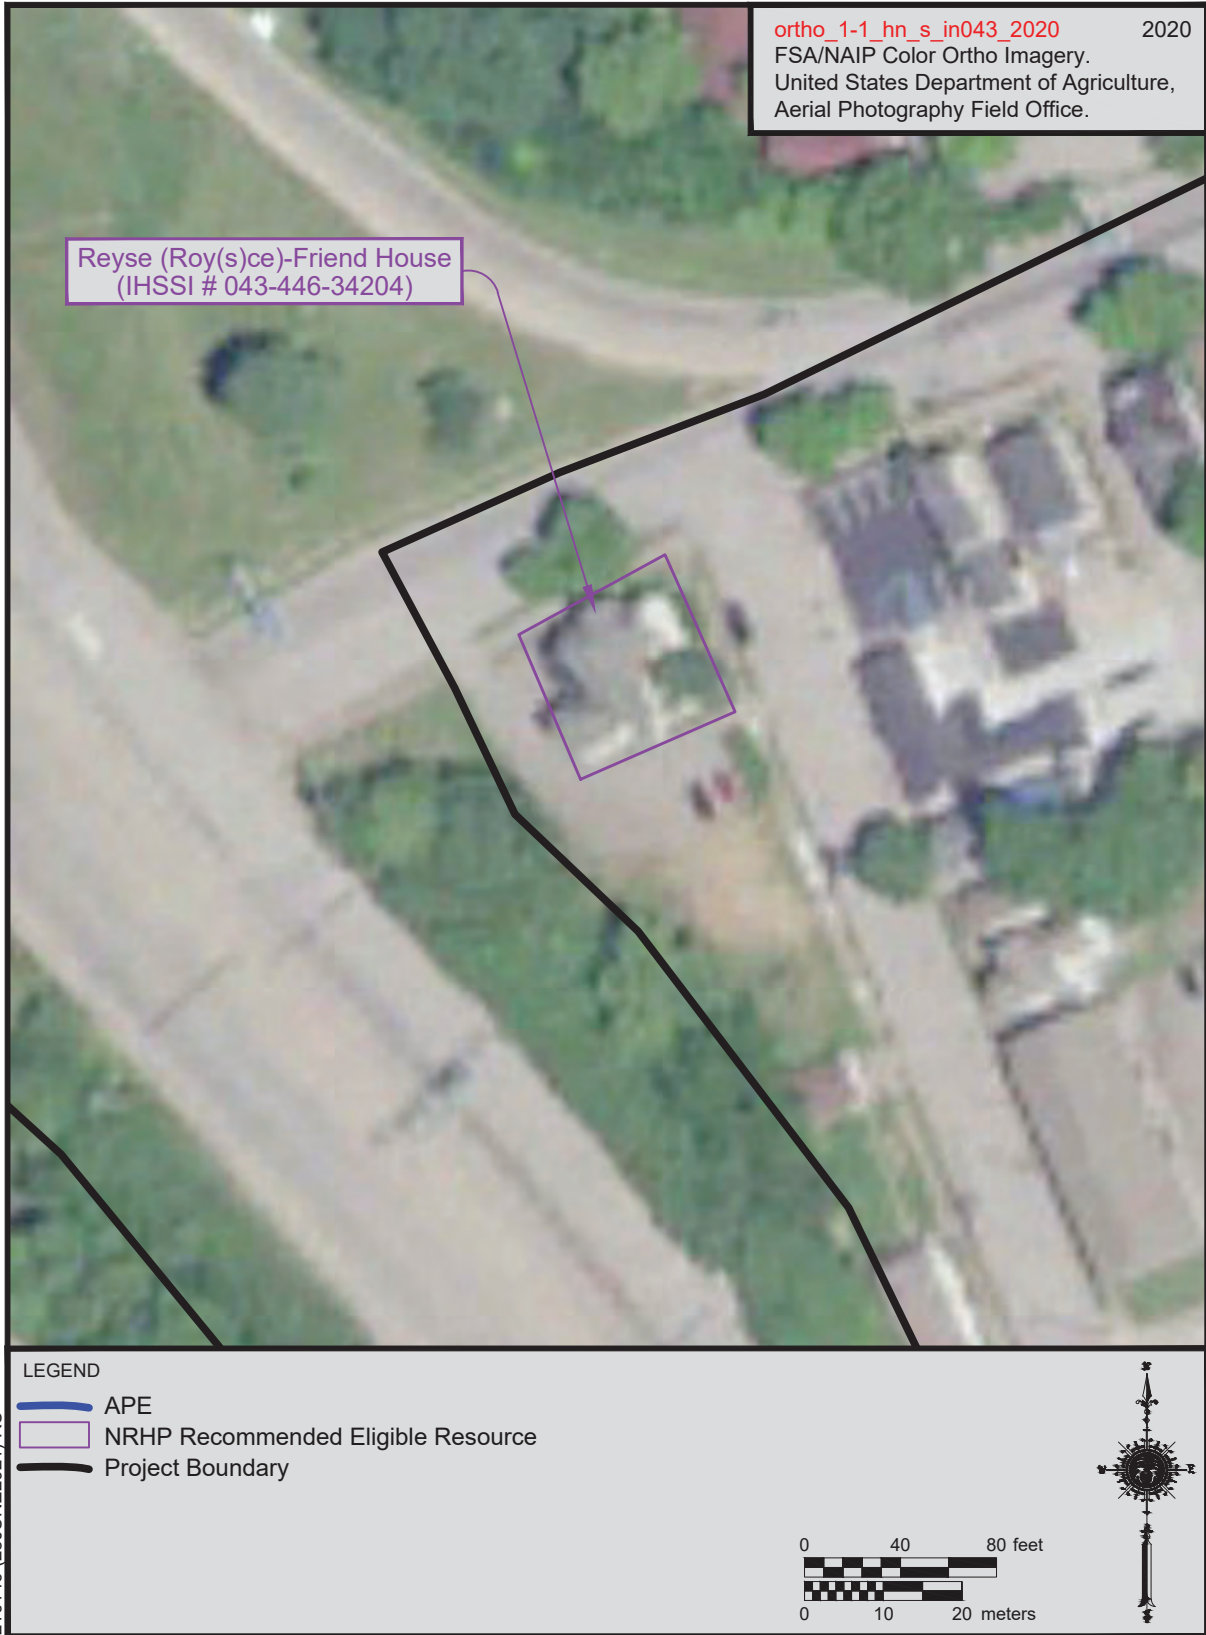 ortho_1-1_hn_s_in043_2020 2020
FSA/NAIP Color Ortho Imagery.
United States Department of Agriculture,
Aerial Photography Field Office.
Reyse (Roy(s)ce)-Friend House
(IHSSI # 043-446-34204)
LEGEND
APE
NRHP Recommended Eligible Resource
Project Boundary
0 40 80 feet
0 10 20 meters